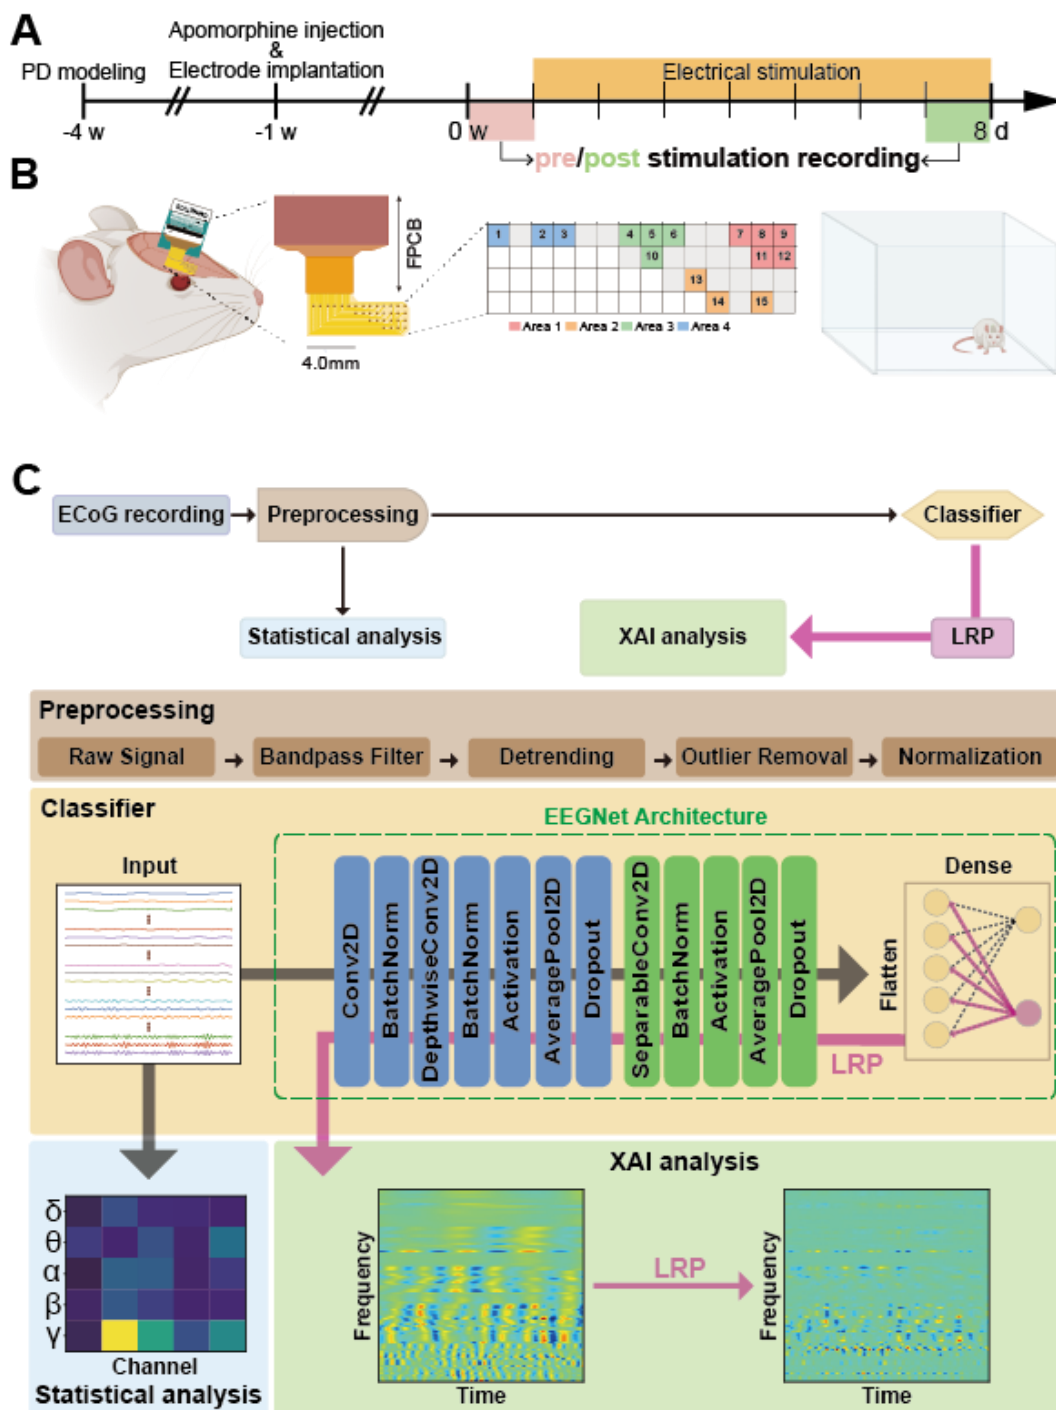 A
Apomorphine injection
&
PD modeling
Electrode implantation
Electrical stimulation
-4 w
-1 w
0 w
8 d
pre/post stimulation recording
B
FPCB
4.0mm
1 2 3 4 5 6 7 8 9
10 11 12
13
14 15
Area 1 Area 2 Area 3 Area 4
C
ECoG recording
Preprocessing
Classifier
Statistical analysis
XAI analysis
LRP
Preprocessing
Raw Signal
Bandpass Filter
Detrending
Outlier Removal
Normalization
Classifier
EEGNet Architecture
Input
Conv2D
BatchNorm
DepthwiseConv2D
BatchNorm
Activation
AveragePool2D
Dropout
SeparableConv2D
BatchNorm
Activation
AveragePool2D
Dropout
Flatten
Dense
LRP
δ
θ
α
β
γ
Channel
Statistical analysis
XAI analysis
Frequency
Time
LRP
Frequency
Time